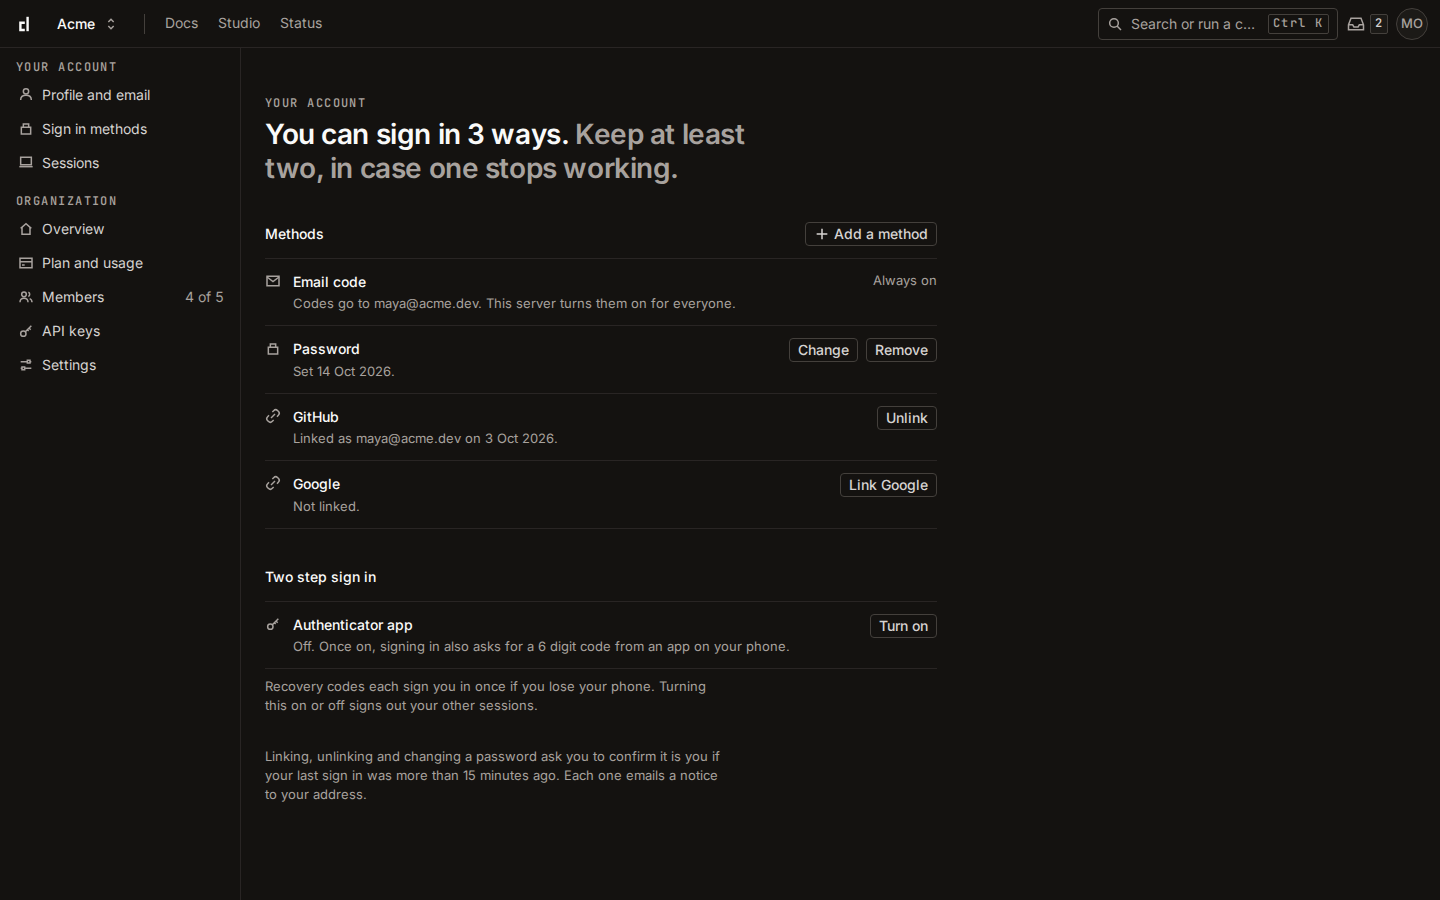 Acme
Docs
Studio
Status
Search or run a c...
Ctrl K
2
MO
YOUR ACCOUNT
Profile and email
Sign in methods
Sessions
ORGANIZATION
Overview
Plan and usage
Members
4 of 5
API keys
Settings
YOUR ACCOUNT
You can sign in 3 ways. Keep at least
two, in case one stops working.
Methods
Add a method
Email code
Always on
Codes go to maya@acme.dev. This server turns them on for everyone.
Password
Change
Remove
Set 14 Oct 2026.
GitHub
Unlink
Linked as maya@acme.dev on 3 Oct 2026.
Google
Link Google
Not linked.
Two step sign in
Authenticator app
Turn on
Off. Once on, signing in also asks for a 6 digit code from an app on your phone.
Recovery codes each sign you in once if you lose your phone. Turning
this on or off signs out your other sessions.
Linking, unlinking and changing a password ask you to confirm it is you if
your last sign in was more than 15 minutes ago. Each one emails a notice
to your address.